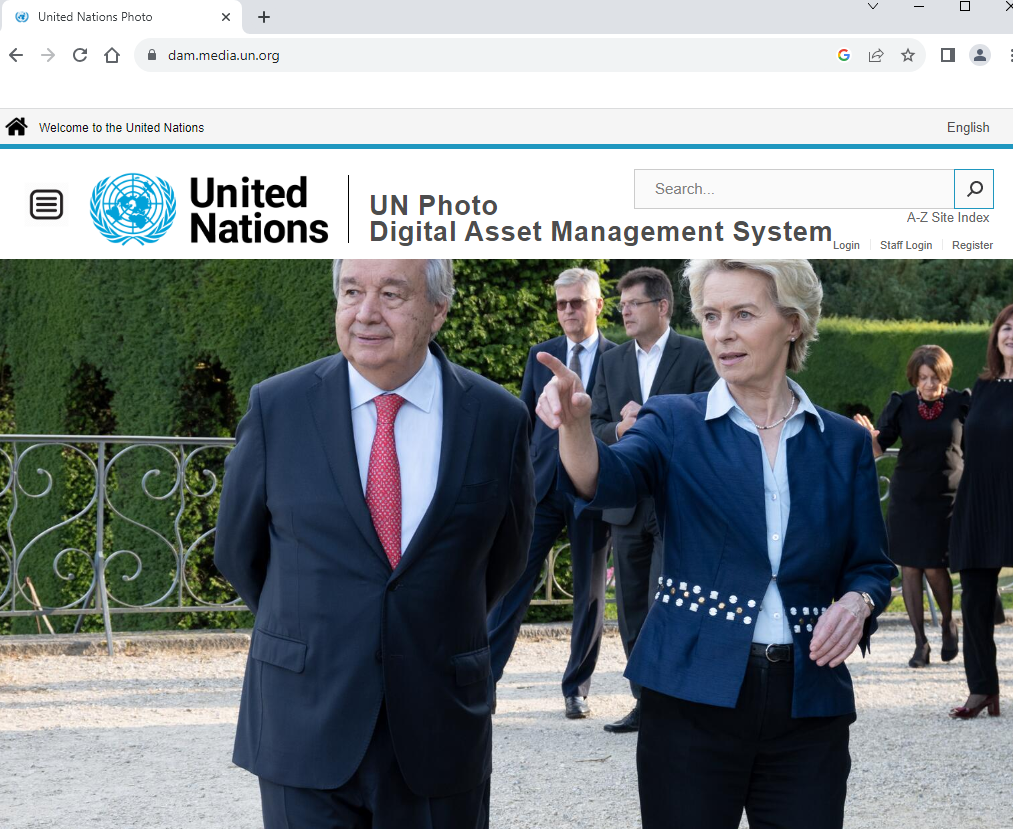 United Nations Photo
dam.media.un.org
Welcome to the United Nations
English
United
Nations
UN Photo
Digital Asset Management System
Search...
A-Z Site Index
Login
Staff Login
Register